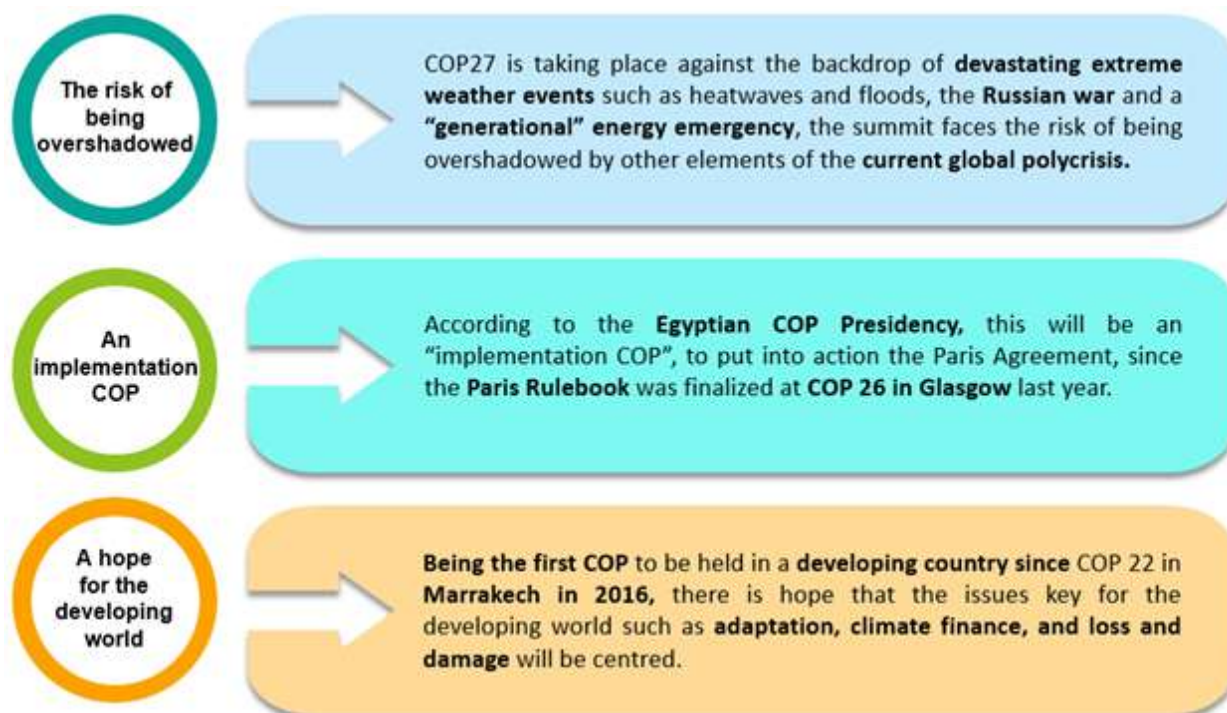 The risk of
being
overshadowed
COP27 is taking place against the backdrop of devastating extreme
weather events such as heatwaves and floods, the Russian war and a
“generational” energy emergency, the summit faces the risk of being
overshadowed by other elements of the current global polycrisis.
An
implementation
COP
According to the Egyptian COP Presidency, this will be an
“implementation COP”, to put into action the Paris Agreement, since
the Paris Rulebook was finalized at COP 26 in Glasgow last year.
A hope
for the
developing
world
Being the first COP to be held in a developing country since COP 22 in
Marrakech in 2016, there is hope that the issues key for the
developing world such as adaptation, climate finance, and loss and
damage will be centred.